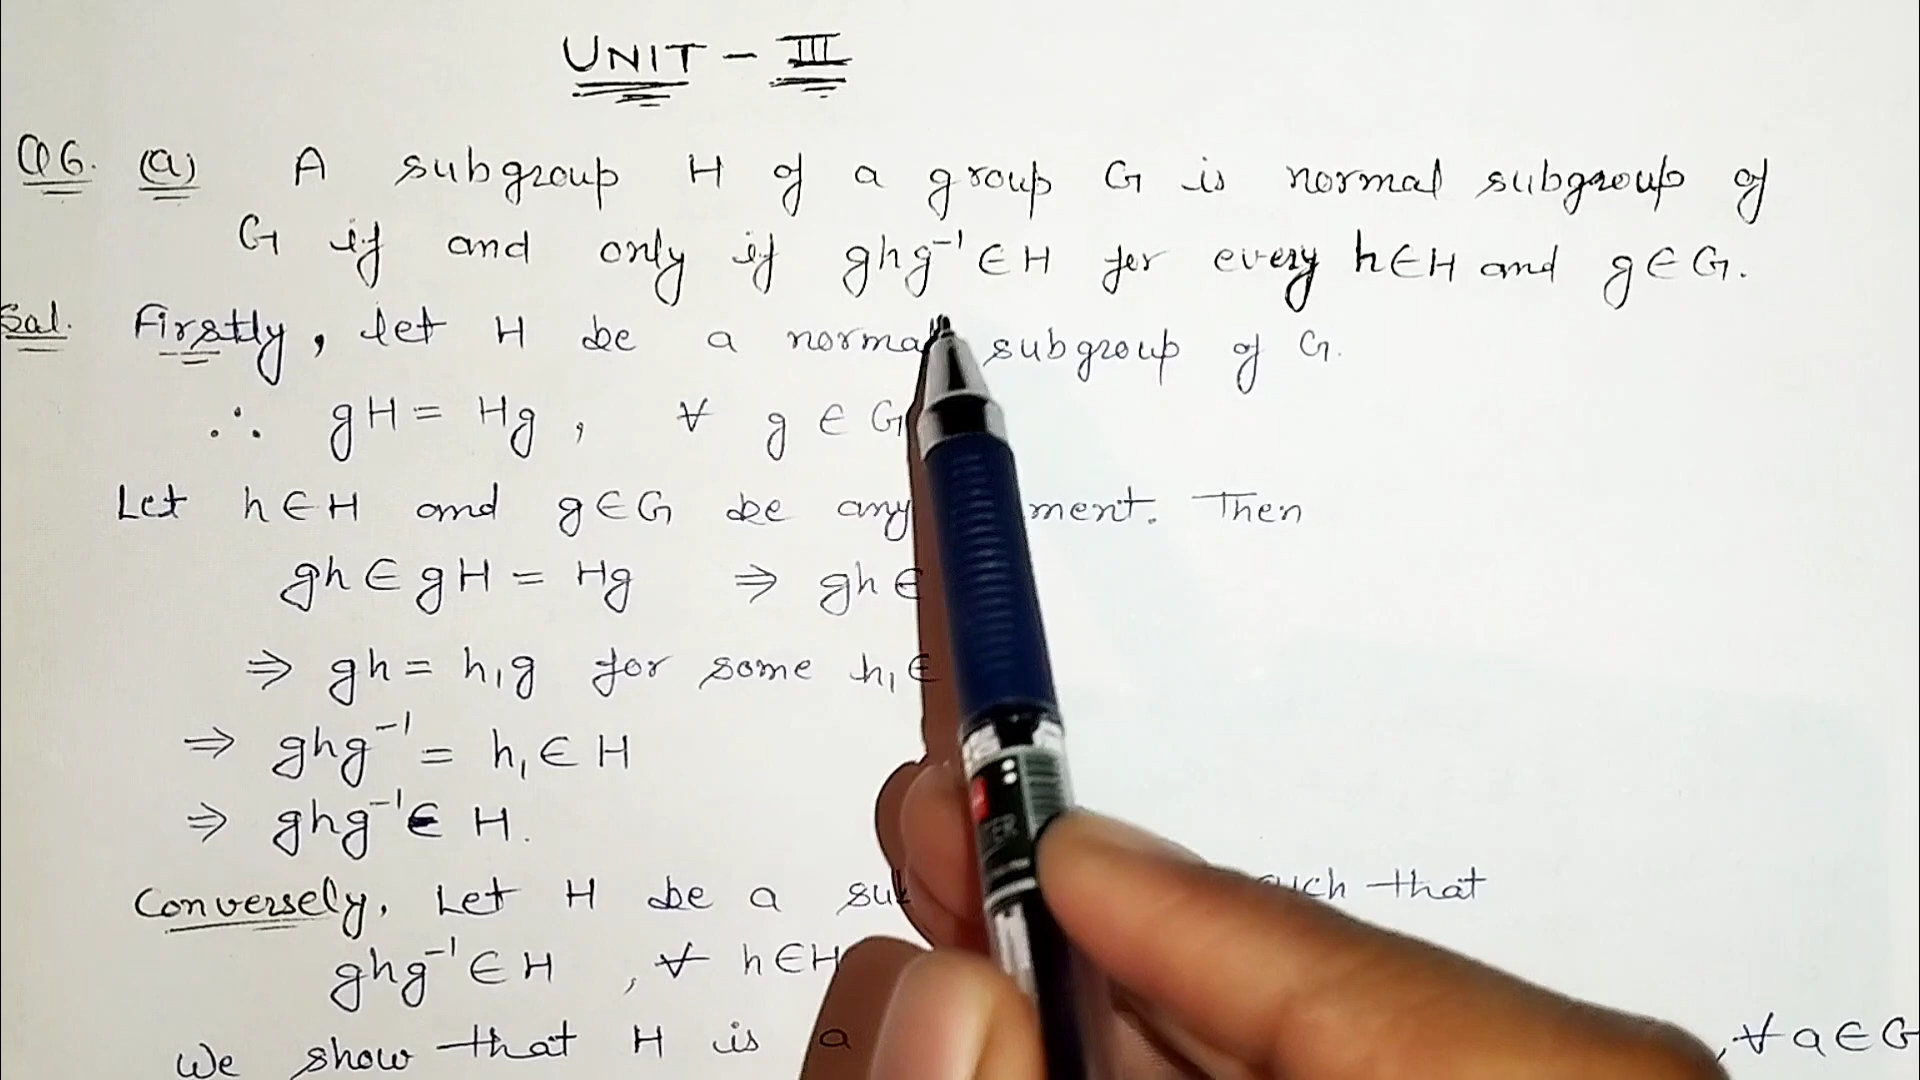 UNIT - III
Q6. (a) A subgroup H of a group G is normal subgroup of
G if and only if ghg⁻¹ ∈ H for every h∈H and g∈G.
Sol. Firstly, let H be a normal subgroup of G.
∴ gH = Hg, ∀ g ∈ G
Let h∈H and g∈G be any ment. Then
gh ∈ gH = Hg ⇒ gh ∈
⇒ gh = h₁g for some h₁ ∈
⇒ ghg⁻¹ = h₁ ∈ H
⇒ ghg⁻¹ ∈ H.
Conversely, Let H be a such that
ghg⁻¹ ∈ H, ∀ h∈H
We show that H is a , ∀ a ∈ G